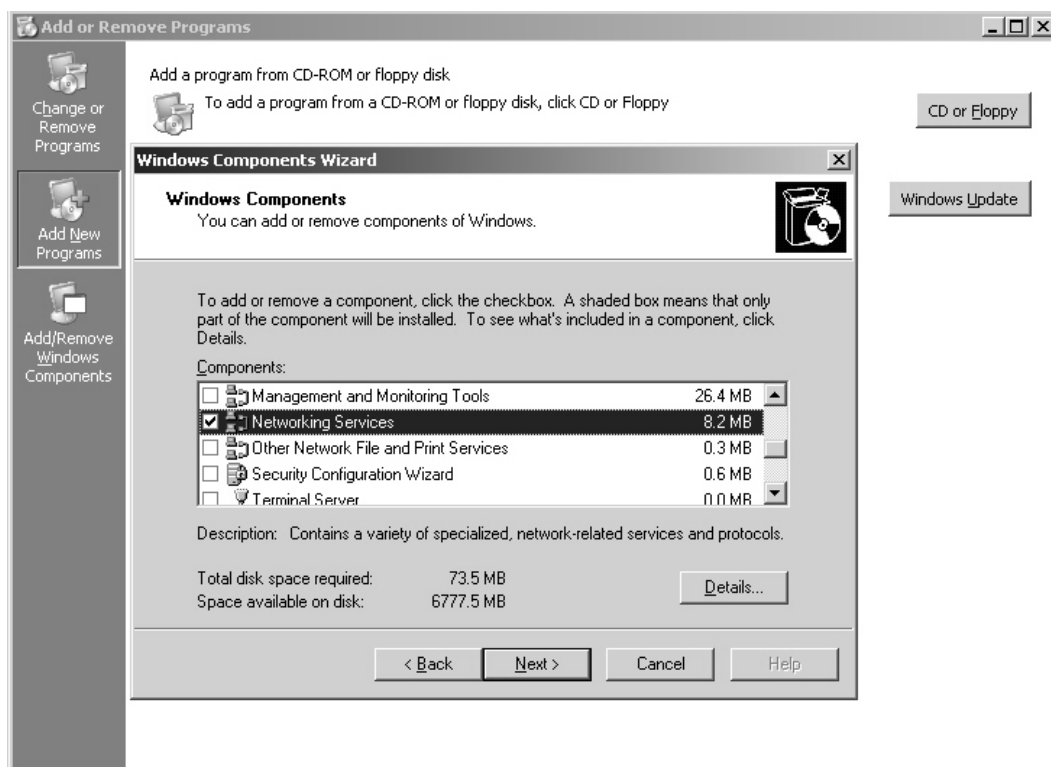 Add or Remove Programs
Change or
Remove
Programs
Add New
Programs
Add/Remove
Windows
Components
Add a program from CD-ROM or floppy disk
To add a program from a CD-ROM or floppy disk, click CD or Floppy
CD or Floppy
Windows Update
Windows Components Wizard
Windows Components
You can add or remove components of Windows.
To add or remove a component, click the checkbox. A shaded box means that only
part of the component will be installed. To see what's included in a component, click
Details.
Components:
Management and Monitoring Tools 26.4 MB
Networking Services 8.2 MB
Other Network File and Print Services 0.3 MB
Security Configuration Wizard 0.6 MB
Terminal Server 0.0 MB
Description: Contains a variety of specialized, network-related services and protocols.
Total disk space required: 73.5 MB
Space available on disk: 6777.5 MB
Details...
< Back
Next >
Cancel
Help